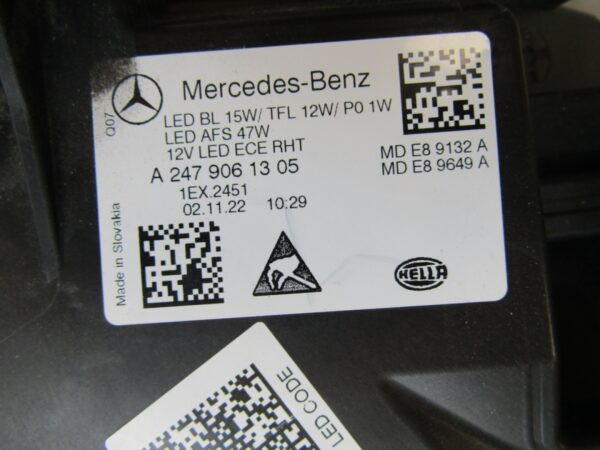 Mercedes-Benz
LED BL 15W/ TFL 12W/ PO 1W
LED AFS 47W
12V LED ECE RHT
A 247 906 13 05
1EX.2451
02.11.22 10:29
MD E8 9132 A
MD E8 9649 A
HELLA
Q07
Made in Slovakia
LED CODE